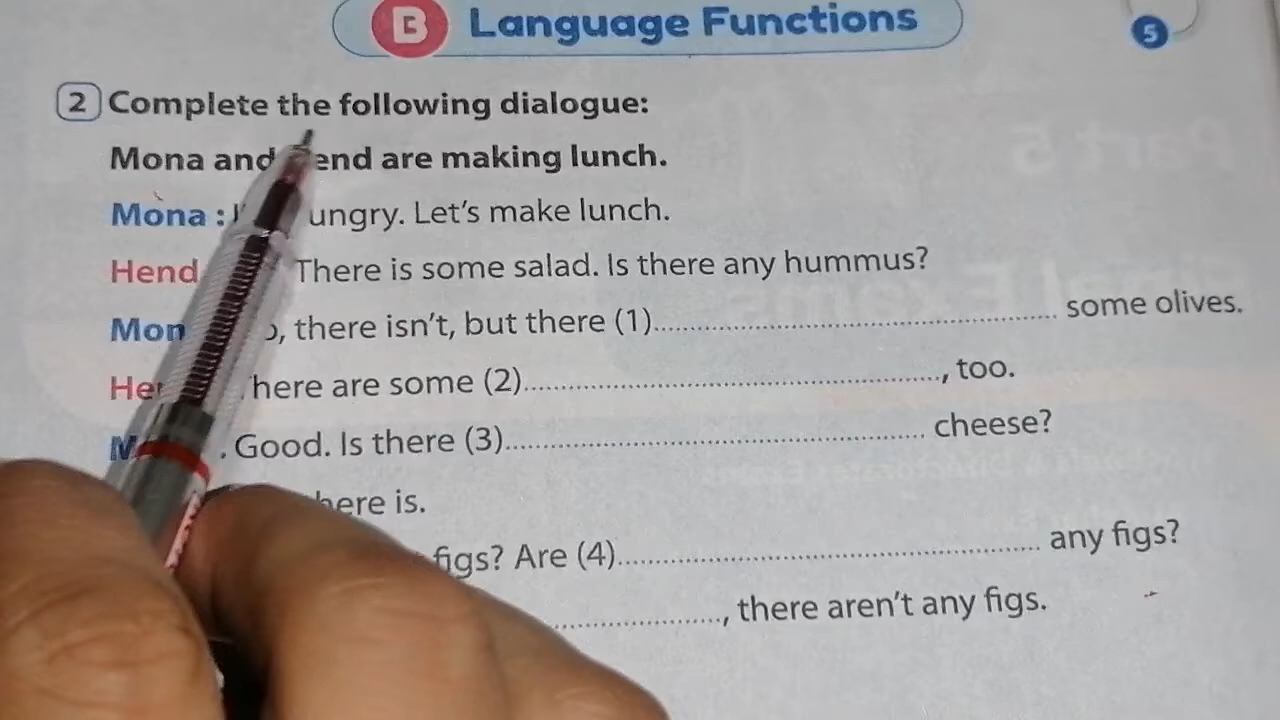 B Language Functions
5
2 Complete the following dialogue:
Mona and end are making lunch.
Mona : ungry. Let's make lunch.
Hend There is some salad. Is there any hummus?
Mon o, there isn't, but there (1)........ some olives.
He here are some (2)........, too.
M . Good. Is there (3)........ cheese?
here is.
figs? Are (4)........ any figs?
........, there aren't any figs.